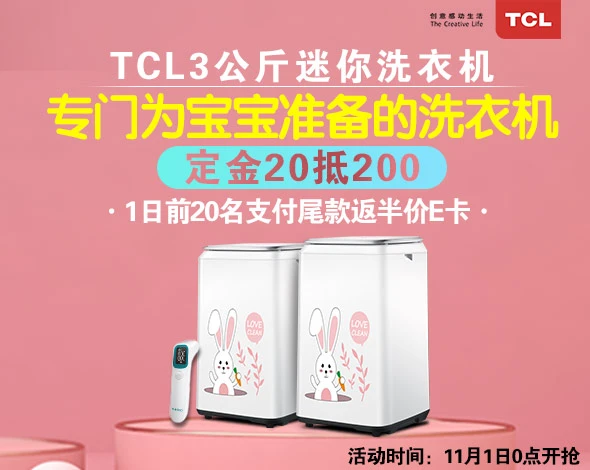 创意感动生活
The Creative Life
TCL
TCL3公斤迷你洗衣机
专门为宝宝准备的洗衣机
定金20抵200
·1日前20名支付尾款返半价E卡·
LOVE
CLEAN
LOVE
CLEAN
活动时间：11月1日0点开抢